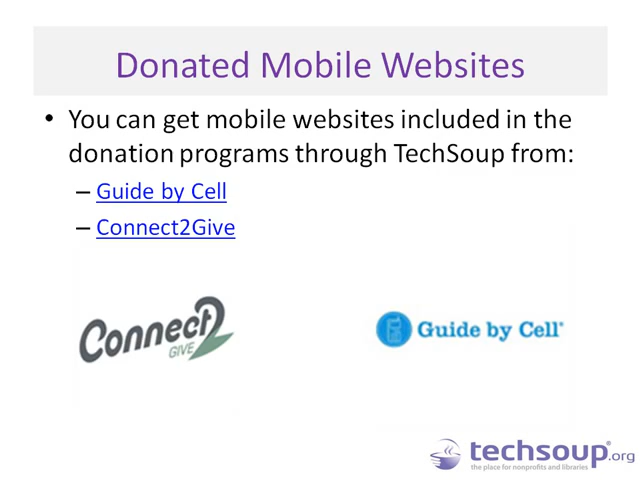 Donated Mobile Websites
• You can get mobile websites included in the
donation programs through TechSoup from:
– Guide by Cell
– Connect2Give
Connect2
GIVE
Guide by Cell®
techsoup®.org
the place for nonprofits and libraries